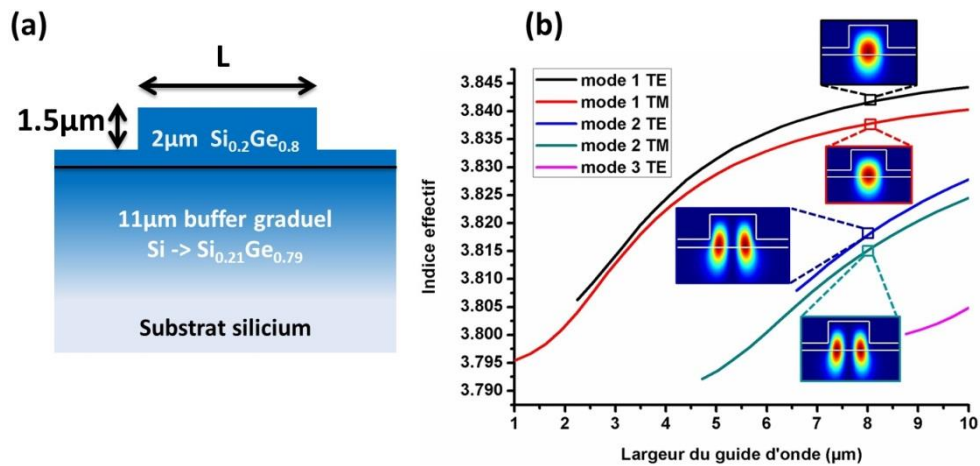 (a)
L
1.5µm
2µm Si0.2Ge0.8
11µm buffer graduel
Si -> Si0.21Ge0.79
Substrat silicium
(b)
mode 1 TE
mode 1 TM
mode 2 TE
mode 2 TM
mode 3 TE
Indice effectif
3.845
3.840
3.835
3.830
3.825
3.820
3.815
3.810
3.805
3.800
3.795
3.790
1 2 3 4 5 6 7 8 9 10
Largeur du guide d'onde (µm)